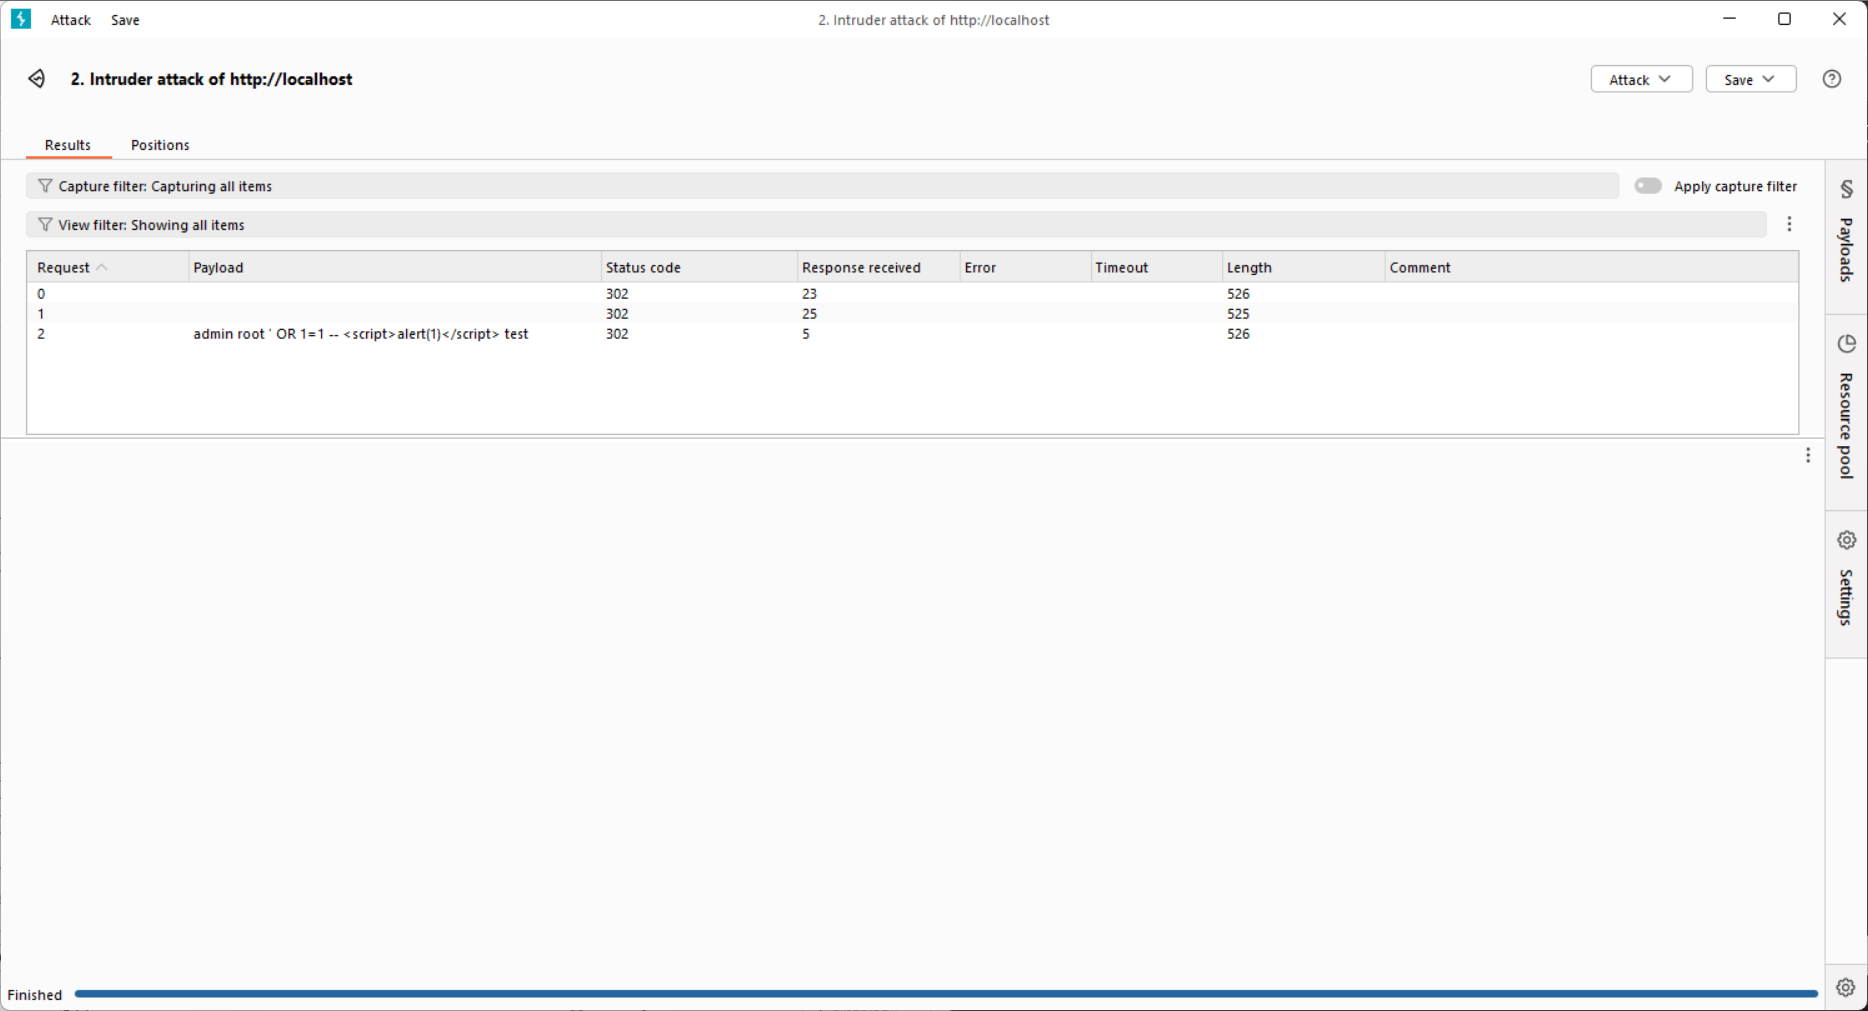 Attack Save 2. Intruder attack of http://localhost
2. Intruder attack of http://localhost Attack Save
Results Positions
Capture filter: Capturing all items Apply capture filter
View filter: Showing all items
Request Payload Status code Response received Error Timeout Length Comment
0 302 23 526
1 302 25 525
2 admin root ' OR 1=1 -- <script>alert(1)</script> test 302 5 526
Payloads
Resource pool
Settings
Finished